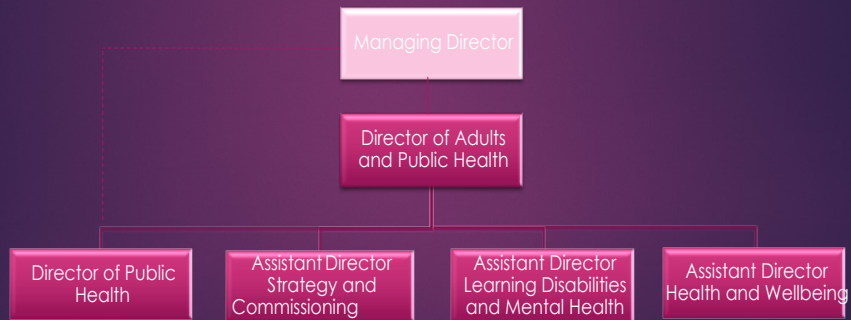 Managing Director
Director of Adults
and Public Health
Director of Public
Health
Assistant Director
Strategy and
Commissioning
Assistant Director
Learning Disabilities
and Mental Health
Assistant Director
Health and Wellbeing